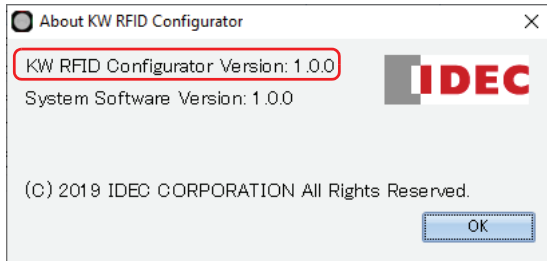 About KW RFID Configurator
KW RFID Configurator Version: 1.0.0
IDEC
System Software Version: 1.0.0
(C) 2019 IDEC CORPORATION All Rights Reserved.
OK